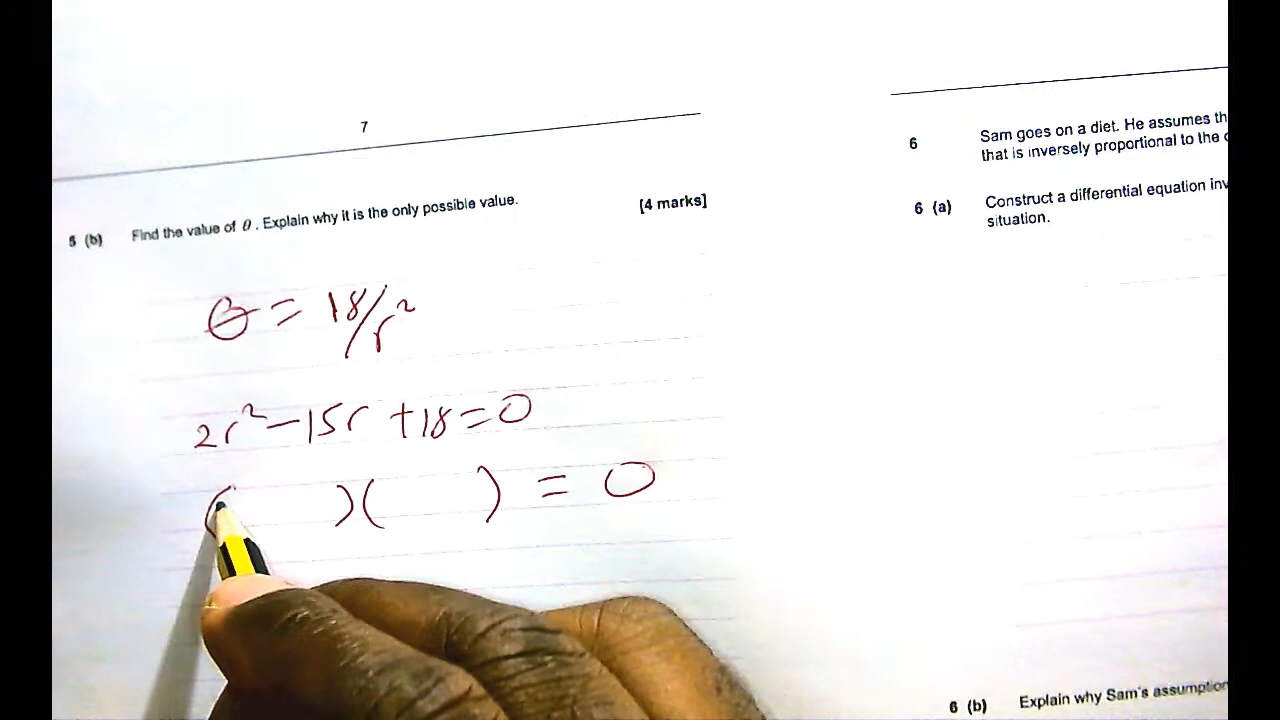 7
5 (b) Find the value of θ. Explain why it is the only possible value.
[4 marks]
θ = 18/r²
2r² - 15r + 18 = 0
( )( ) = 0
6 Sam goes on a diet. He assumes th
that is inversely proportional to the
6 (a) Construct a differential equation inv
situation.
6 (b) Explain why Sam's assumption